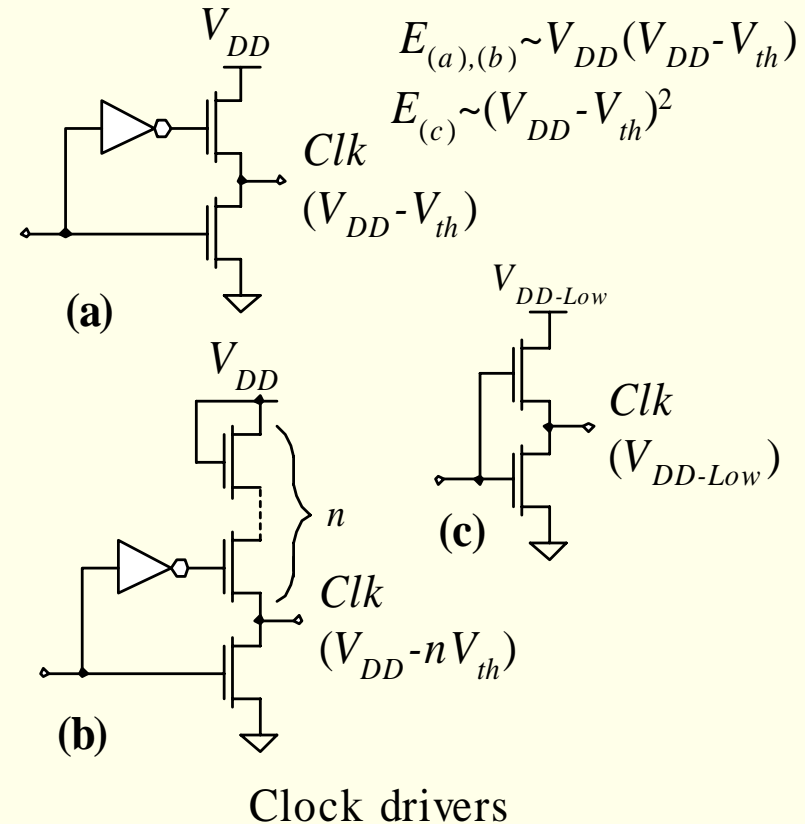 V_DD
E_(a),(b)~V_DD(V_DD-V_th)
E_(c)~(V_DD-V_th)²
Clk
(V_DD-V_th)
(a)
V_DD-Low
Clk
(V_DD-Low)
(c)
V_DD
n
Clk
(V_DD-nV_th)
(b)
Clock drivers